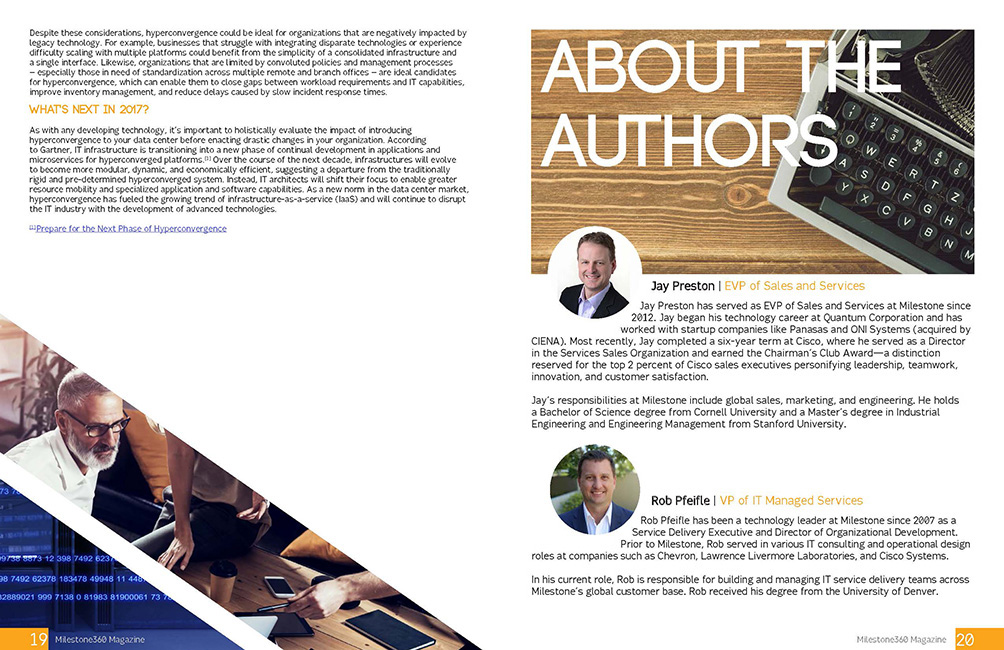 Despite these considerations, hyperconvergence could be ideal for organizations that are negatively impacted by
legacy technology. For example, businesses that struggle with integrating disparate technologies or experience
difficulty scaling with multiple platforms could benefit from the simplicity of a consolidated infrastructure and
a single interface. Likewise, organizations that are limited by convoluted policies and management processes
– especially those in need of standardization across multiple remote and branch offices – are ideal candidates
for hyperconvergence, which can enable them to close gaps between workload requirements and IT capabilities,
improve inventory management, and reduce delays caused by slow incident response times.
WHAT'S NEXT IN 2017?
As with any developing technology, it's important to holistically evaluate the impact of introducing
hyperconvergence to your data center before enacting drastic changes in your organization. According
to Gartner, IT infrastructure is transitioning into a new phase of continual development in applications and
microservices for hyperconverged platforms.[1] Over the course of the next decade, infrastructures will evolve
to become more modular, dynamic, and economically efficient, suggesting a departure from the traditionally
rigid and pre-determined hyperconverged system. Instead, IT architects will shift their focus to enable greater
resource mobility and specialized application and software capabilities. As a new norm in the data center market,
hyperconvergence has fueled the growing trend of infrastructure-as-a-service (IaaS) and will continue to disrupt
the IT industry with the development of advanced technologies.
[1]Prepare for the Next Phase of Hyperconvergence
98 7492 62378 183478 49948 11 448
19 Milestone360 Magazine
ABOUT THE
AUTHORS
Jay Preston | EVP of Sales and Services
Jay Preston has served as EVP of Sales and Services at Milestone since
2012. Jay began his technology career at Quantum Corporation and has
worked with startup companies like Panasas and ONI Systems (acquired by
CIENA). Most recently, Jay completed a six-year term at Cisco, where he served as a Director
in the Services Sales Organization and earned the Chairman's Club Award—a distinction
reserved for the top 2 percent of Cisco sales executives personifying leadership, teamwork,
innovation, and customer satisfaction.
Jay's responsibilities at Milestone include global sales, marketing, and engineering. He holds
a Bachelor of Science degree from Cornell University and a Master's degree in Industrial
Engineering and Engineering Management from Stanford University.
Rob Pfeifle | VP of IT Managed Services
Rob Pfeifle has been a technology leader at Milestone since 2007 as a
Service Delivery Executive and Director of Organizational Development.
Prior to Milestone, Rob served in various IT consulting and operational design
roles at companies such as Chevron, Lawrence Livermore Laboratories, and Cisco Systems.
In his current role, Rob is responsible for building and managing IT service delivery teams across
Milestone's global customer base. Rob received his degree from the University of Denver.
Milestone360 Magazine 20